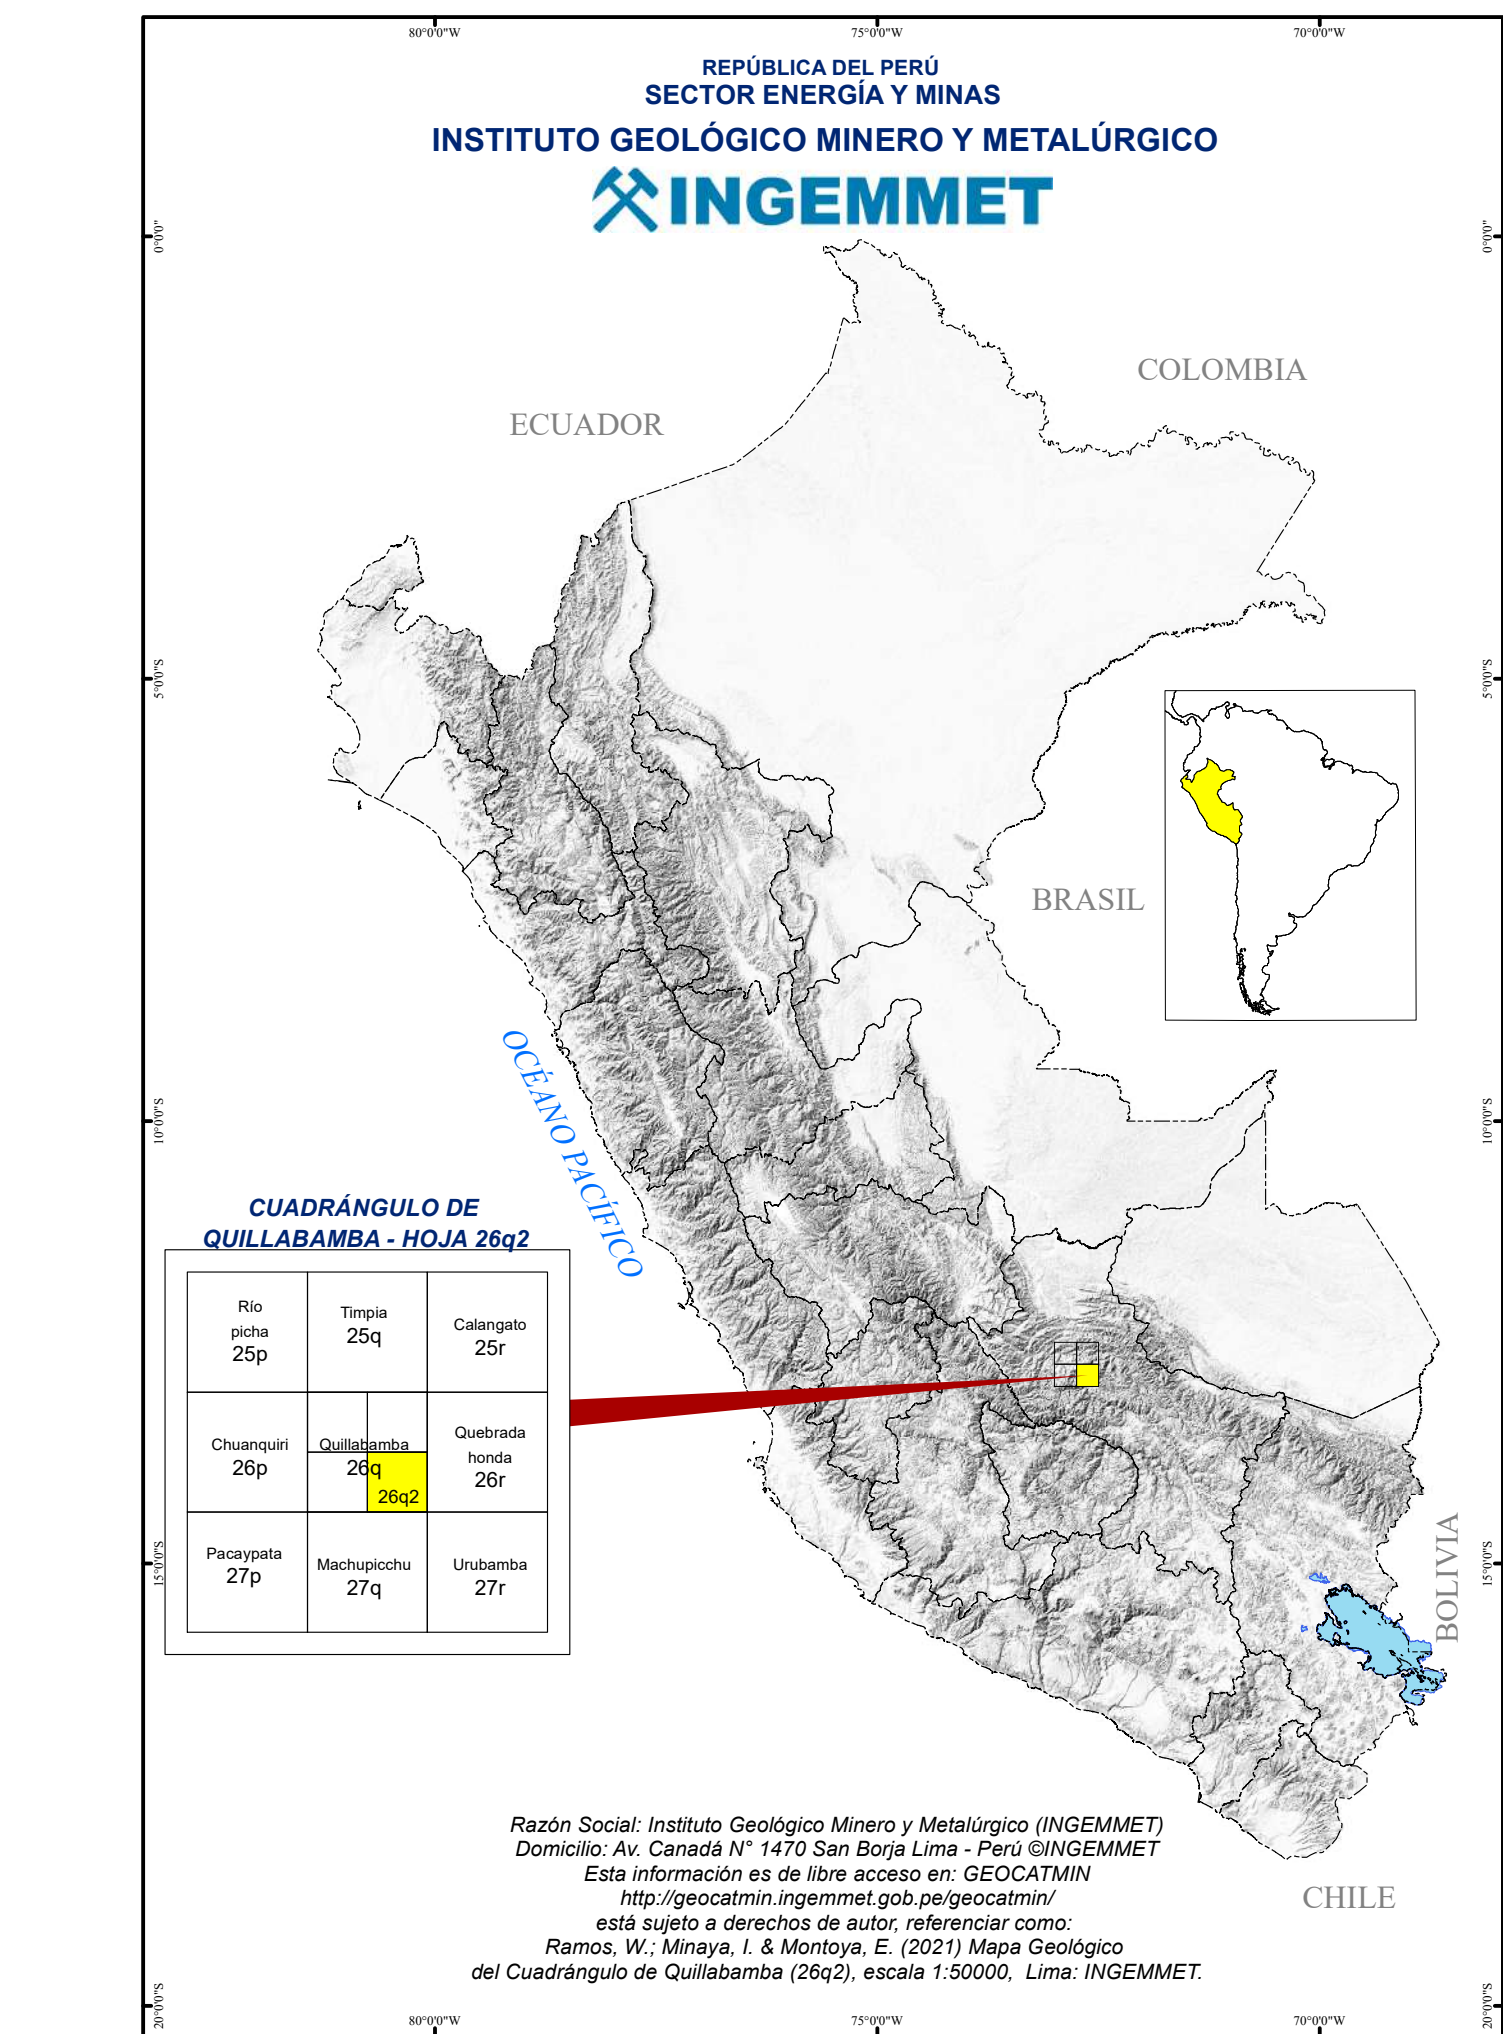 80°0'0"W
75°0'0"W
70°0'0"W
REPÚBLICA DEL PERÚ
SECTOR ENERGÍA Y MINAS
INSTITUTO GEOLÓGICO MINERO Y METALÚRGICO
INGEMMET
0°0'0"
0°0'0"
COLOMBIA
ECUADOR
5°0'0"S
5°0'0"S
BRASIL
OCÉANO PACÍFICO
10°0'0"S
10°0'0"S
CUADRÁNGULO DE
QUILLABAMBA - HOJA 26q2
Río
picha
25p
Timpia
25q
Calangato
25r
Chuanquiri
26p
Quillabamba
26q
26q2
Quebrada
honda
26r
Pacaypata
27p
Machupicchu
27q
Urubamba
27r
15°0'0"S
15°0'0"S
BOLIVIA
Razón Social: Instituto Geológico Minero y Metalúrgico (INGEMMET)
Domicilio: Av. Canadá N° 1470 San Borja Lima - Perú ©INGEMMET
Esta información es de libre acceso en: GEOCATMIN
http://geocatmin.ingemmet.gob.pe/geocatmin/
está sujeto a derechos de autor, referenciar como:
Ramos, W.; Minaya, I. & Montoya, E. (2021) Mapa Geológico
del Cuadrángulo de Quillabamba (26q2), escala 1:50000, Lima: INGEMMET.
CHILE
20°0'0"S
20°0'0"S
80°0'0"W
75°0'0"W
70°0'0"W